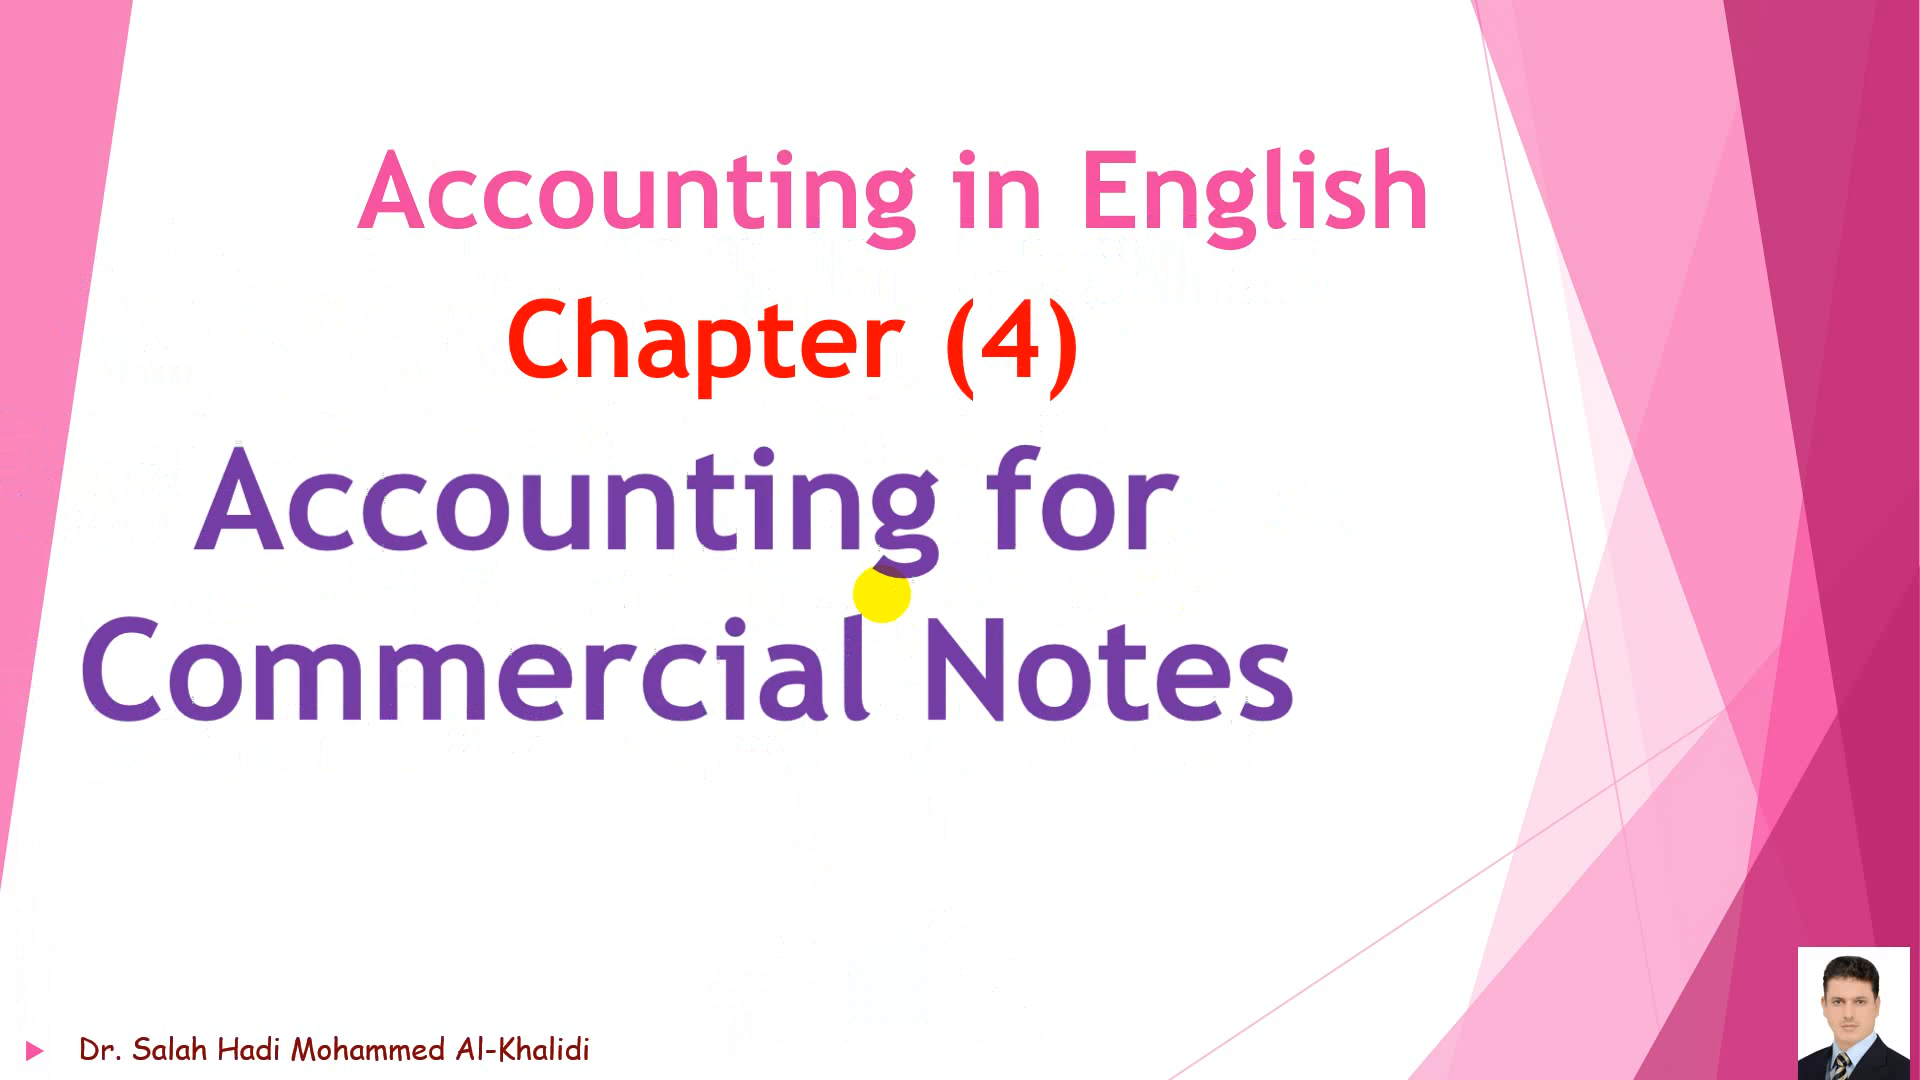 Accounting in English
Chapter (4)
Accounting for
Commercial Notes
Dr. Salah Hadi Mohammed Al-Khalidi